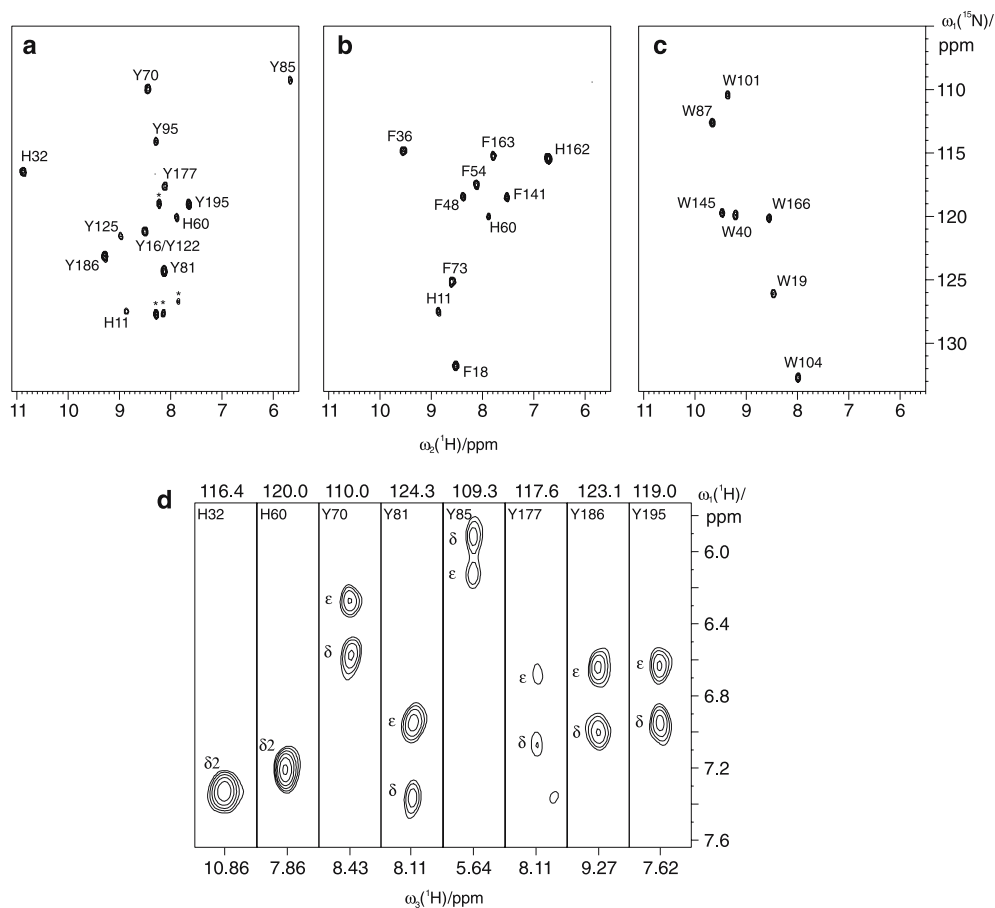 a
Y70
Y85
Y95
H32
Y177
*
Y195
H60
Y125
Y16/Y122
Y186
Y81
* *
*
H11
11 10 9 8 7 6
b
F36
F163
H162
F54
F48
F141
H60
F73
H11
F18
11 10 9 8 7 6
ω₂(¹H)/ppm
c
W101
W87
W145
W166
W40
W19
W104
11 10 9 8 7 6
ω₁(¹⁵N)/
ppm
110
115
120
125
130
d
116.4 120.0 110.0 124.3 109.3 117.6 123.1 119.0
H32 H60 Y70 Y81 Y85 Y177 Y186 Y195
δ2
δ2
ε
δ
ε
δ
δ
ε
ε
δ
ε
δ
ε
δ
ω₁(¹H)/
ppm
6.0
6.4
6.8
7.2
7.6
10.86 7.86 8.43 8.11 5.64 8.11 9.27 7.62
ω₃(¹H)/ppm